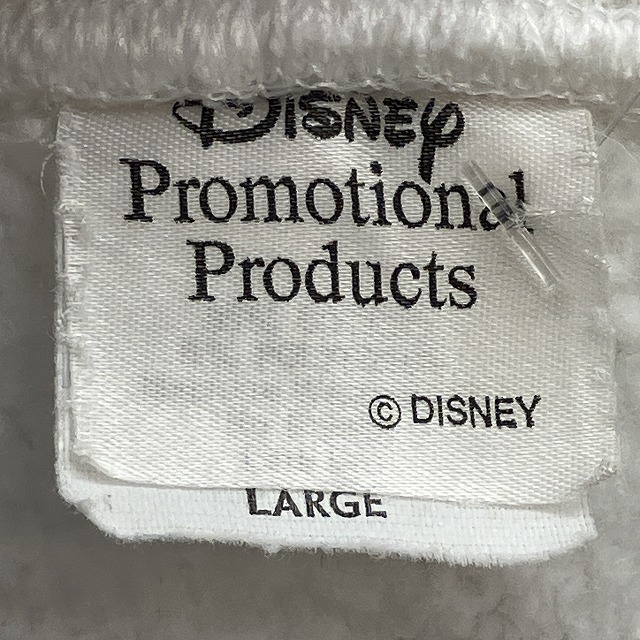 Disney
Promotional
Products
© DISNEY
LARGE